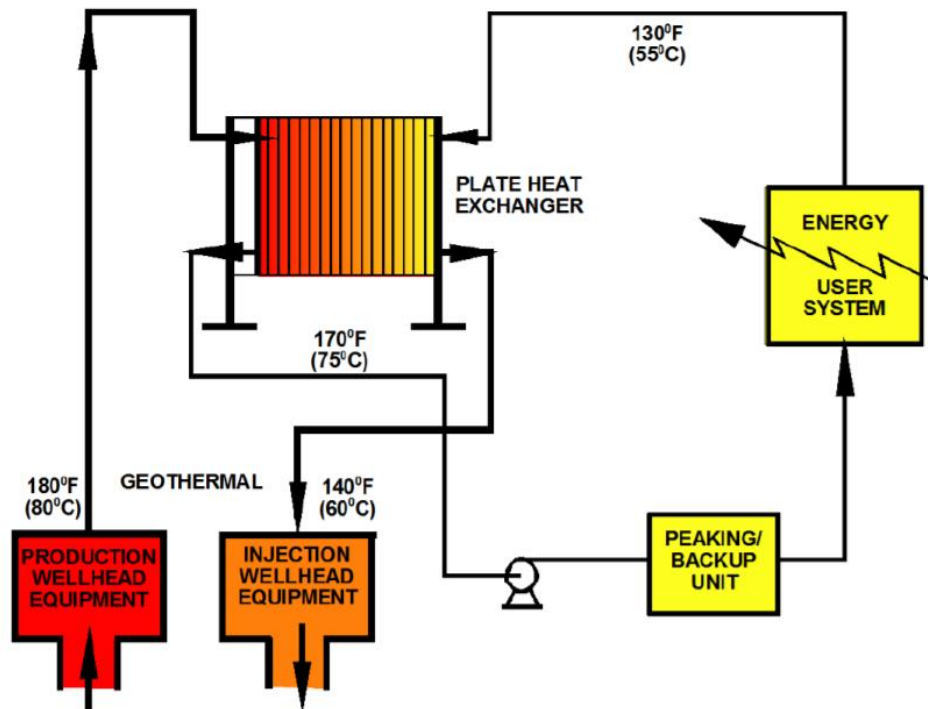 130⁰F
(55⁰C)
PLATE HEAT
EXCHANGER
ENERGY
USER
SYSTEM
170⁰F
(75⁰C)
GEOTHERMAL
180⁰F
(80⁰C)
140⁰F
(60⁰C)
PRODUCTION
WELLHEAD
EQUIPMENT
INJECTION
WELLHEAD
EQUIPMENT
PEAKING/
BACKUP
UNIT